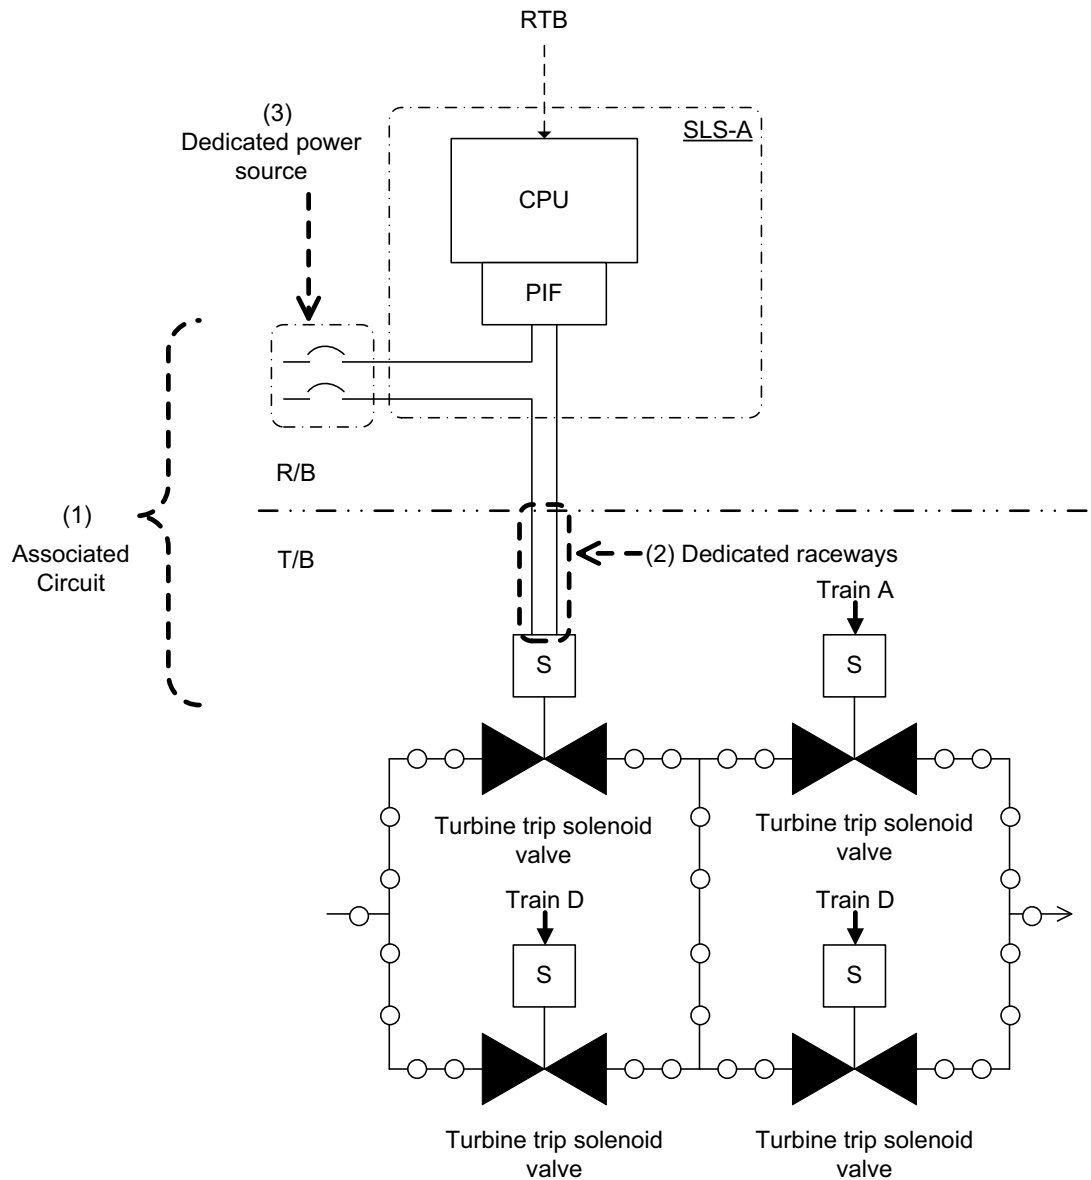 RTB
(3)
Dedicated power
source
SLS-A
CPU
PIF
R/B
(1)
Associated
Circuit
T/B
(2) Dedicated raceways
Train A
S
S
Turbine trip solenoid
valve
Turbine trip solenoid
valve
Train D
Train D
S
S
Turbine trip solenoid
valve
Turbine trip solenoid
valve